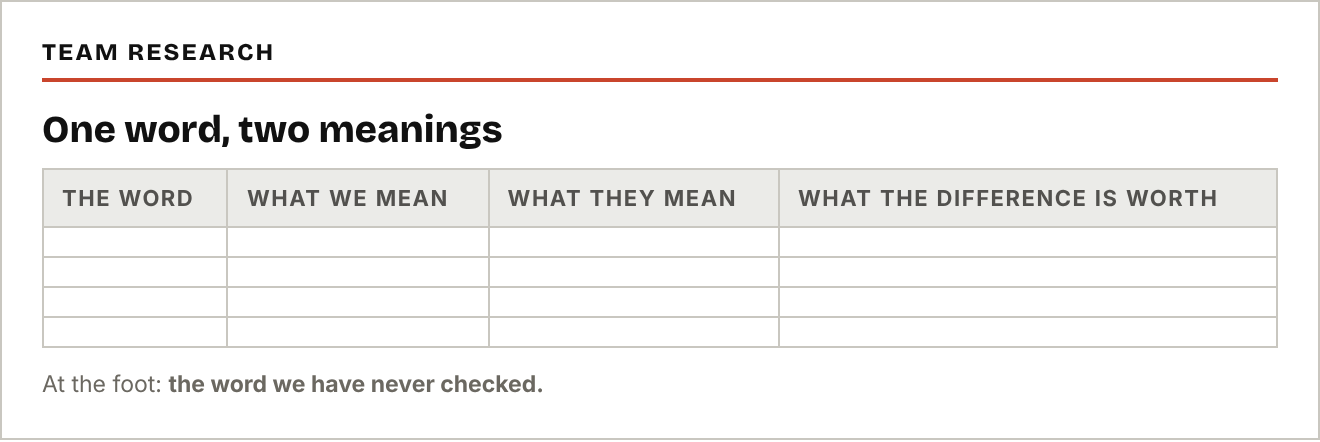 TEAM RESEARCH
One word, two meanings
THE WORD WHAT WE MEAN WHAT THEY MEAN WHAT THE DIFFERENCE IS WORTH
At the foot: the word we have never checked.